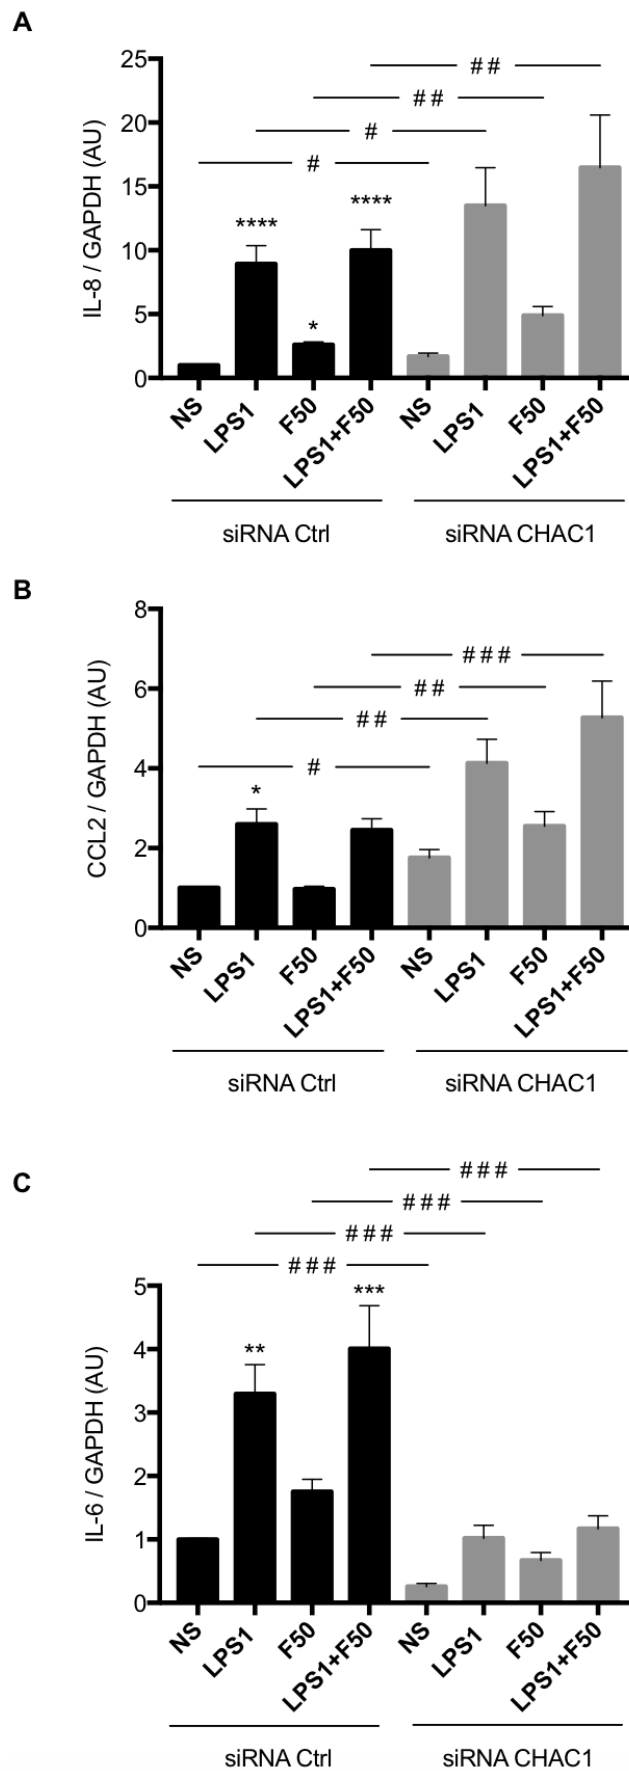 A
IL-8 / GAPDH (AU)
25
20
15
10
5
0
##
##
#
#
****
*
****
NS
LPS1
F50
LPS1+F50
NS
LPS1
F50
LPS1+F50
siRNA Ctrl
siRNA CHAC1
B
CCL2 / GAPDH (AU)
8
6
4
2
0
###
##
##
#
*
NS
LPS1
F50
LPS1+F50
NS
LPS1
F50
LPS1+F50
siRNA Ctrl
siRNA CHAC1
C
IL-6 / GAPDH (AU)
###
###
###
###
5
4
3
2
1
0
**
***
NS
LPS1
F50
LPS1+F50
NS
LPS1
F50
LPS1+F50
siRNA Ctrl
siRNA CHAC1